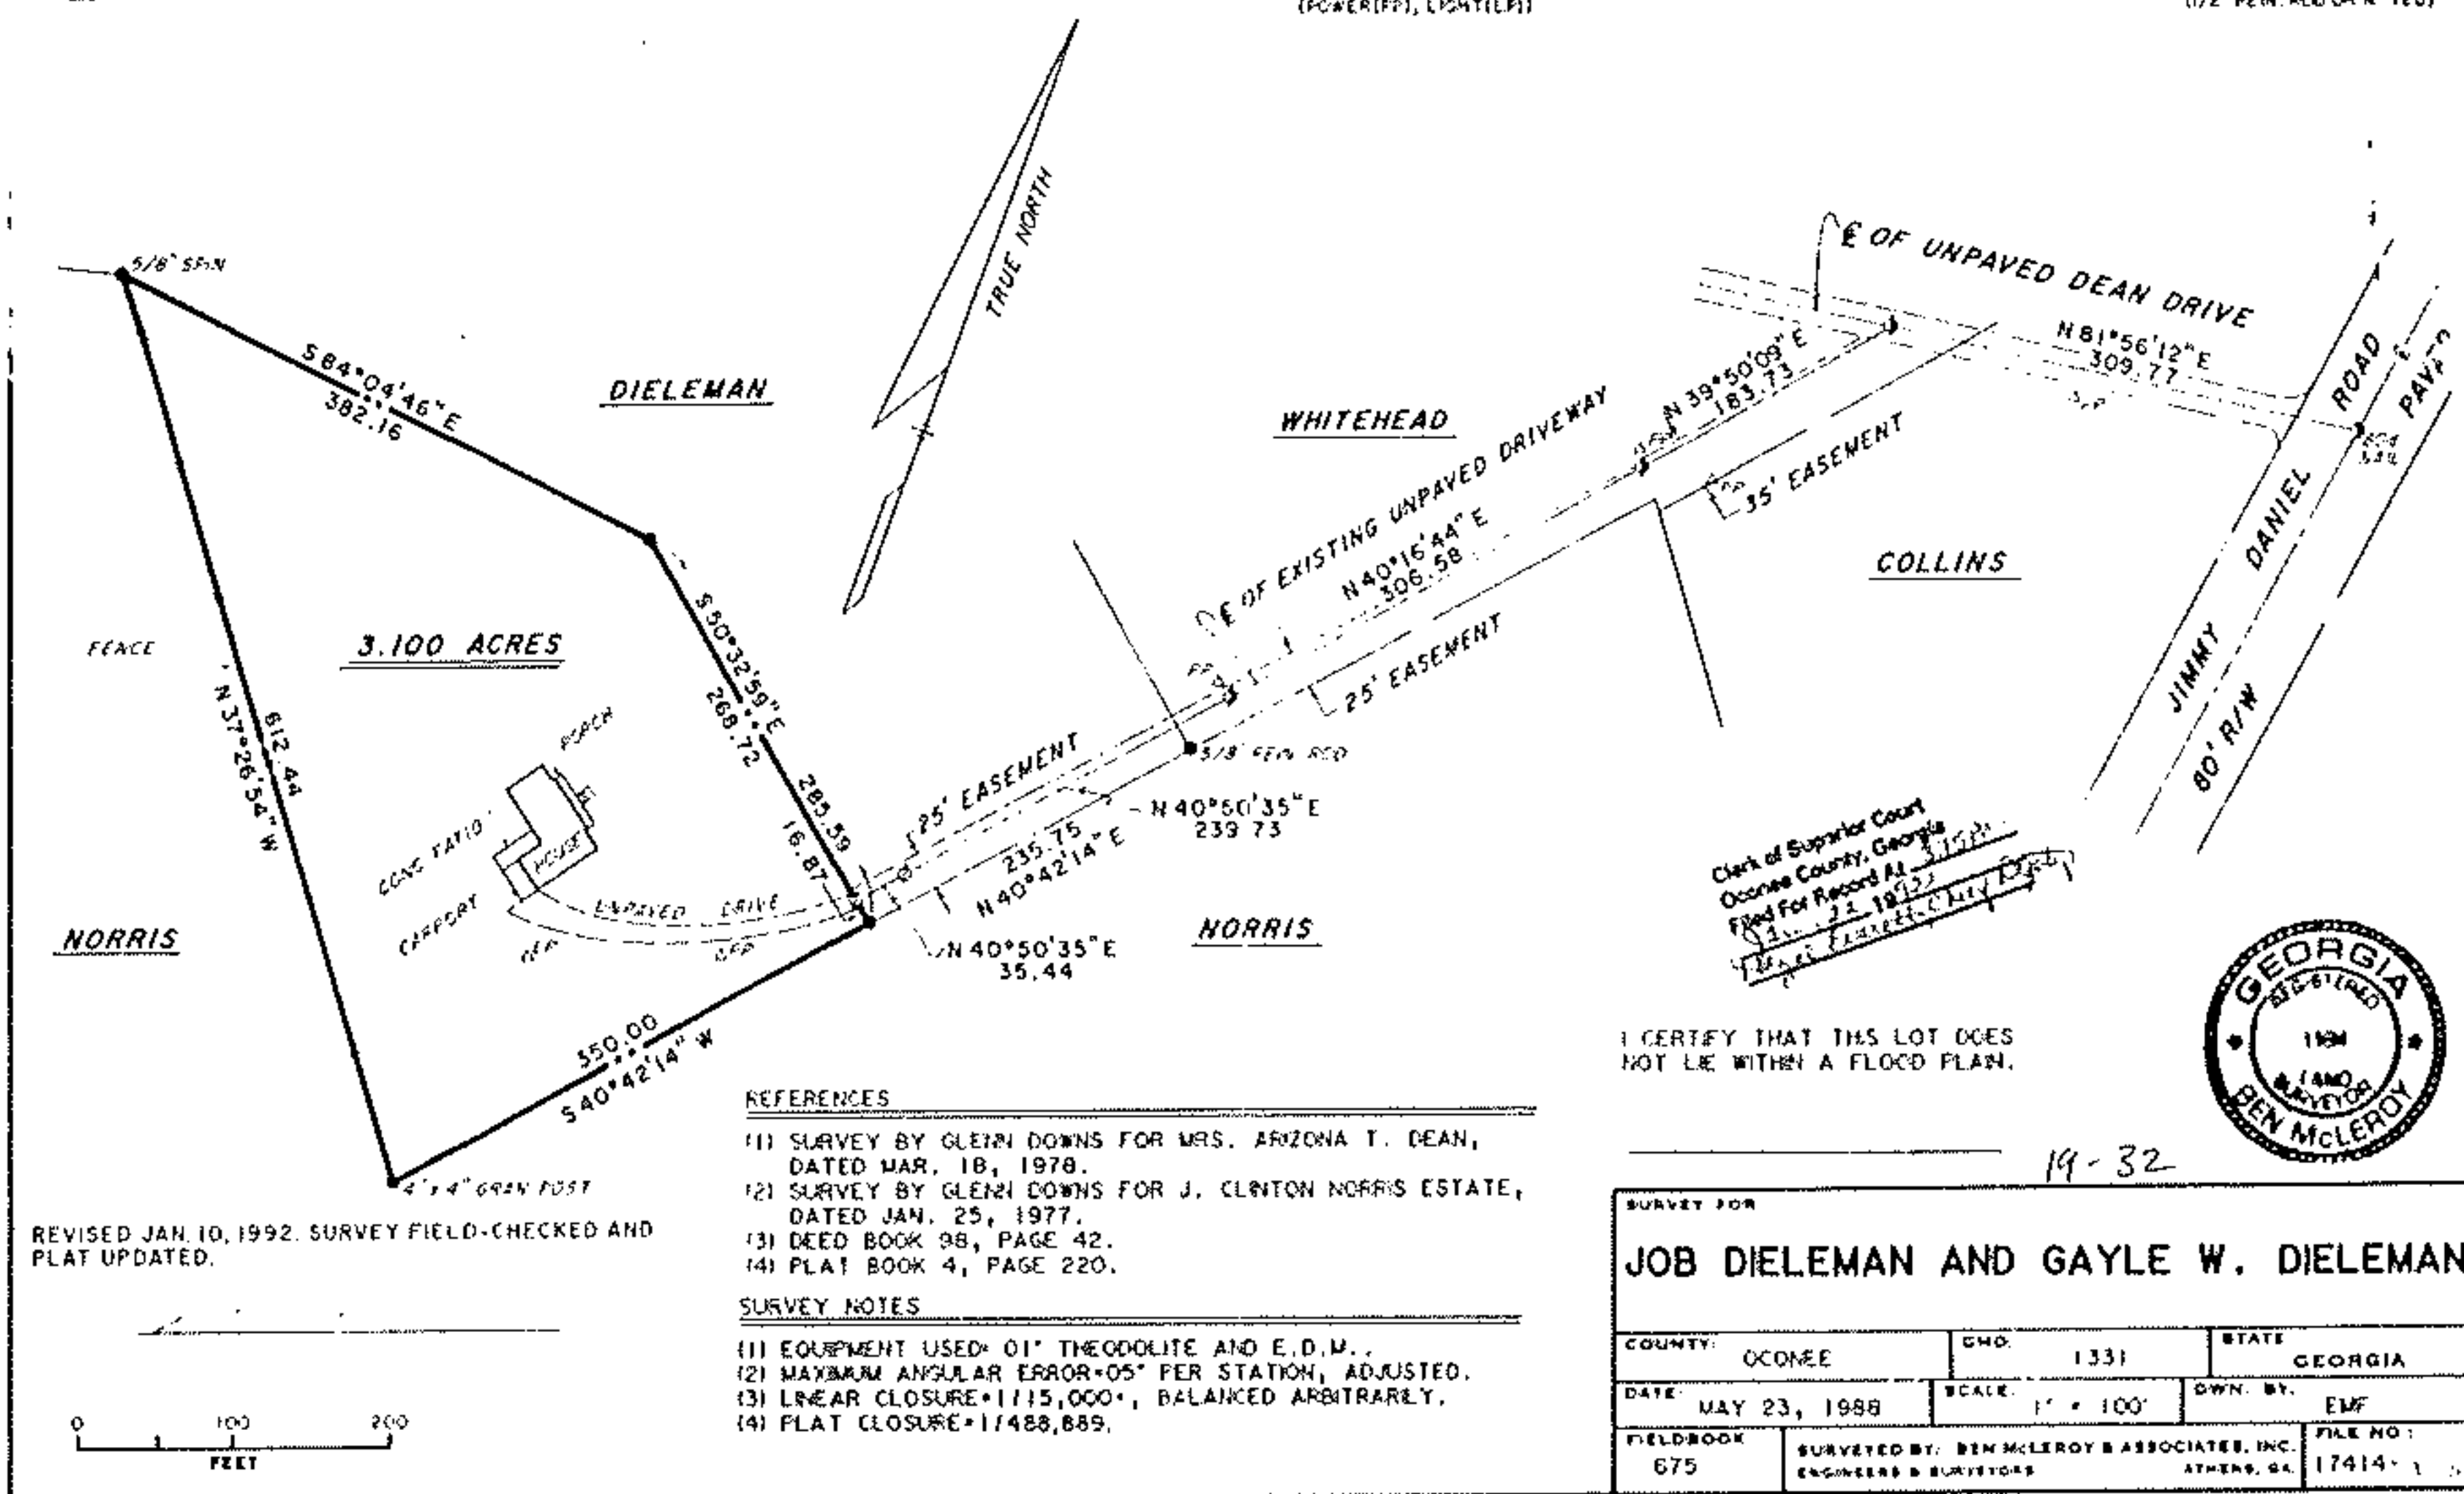 (POWER(PP), LIGHT(LP))
5/8" SPIN
S 84°04'46" E
382.16
DIELEMAN
TRUE NORTH
WHITEHEAD
℄ OF UNPAVED DEAN DRIVE
N 81°56'12" E
309.77
N 39°50'09" E
183.73
35' EASEMENT
℄ OF EXISTING UNPAVED DRIVEWAY
N 40°16'44" E
306.58
25' EASEMENT
COLLINS
JIMMY DANIEL ROAD
PAVED
80' R/W
FENCE
3.100 ACRES
612.44
N 37°26'54" W
S 50°32'59" E
268.72
285.59
16.87
PORCH
CONC PATIO
HOUSE
CARPORT
UNPAVED DRIVE
OPP
25' EASEMENT
PP
5/8" FEIN ROD
N 40°50'35" E
239.73
235.75
N 40°42'14" E
N 40°50'35" E
35.44
NORRIS
NORRIS
350.00
S 40°42'14" W
4"x4" GRAN POST
Clerk of Superior Court
Oconee County, Georgia
Filed For Record At
GEORGIA
REGISTERED
LAND
SURVEYOR
BEN McLEROY
I CERTIFY THAT THIS LOT DOES
NOT LIE WITHIN A FLOOD PLAIN.
19-32
REVISED JAN. 10, 1992. SURVEY FIELD-CHECKED AND
PLAT UPDATED.
0 100 200
FEET
REFERENCES
(1) SURVEY BY GLENN DOWNS FOR MRS. ARIZONA T. DEAN,
DATED MAR. 18, 1978.
(2) SURVEY BY GLENN DOWNS FOR J. CLINTON NORRIS ESTATE,
DATED JAN. 25, 1977.
(3) DEED BOOK 98, PAGE 42.
(4) PLAT BOOK 4, PAGE 220.
SURVEY NOTES
(1) EQUIPMENT USED: 01" THEODOLITE AND E.D.M..
(2) MAXIMUM ANGULAR ERROR=05" PER STATION, ADJUSTED.
(3) LINEAR CLOSURE=1/15,000+, BALANCED ARBITRARILY.
(4) PLAT CLOSURE=1/488,889.
SURVEY FOR
JOB DIELEMAN AND GAYLE W. DIELEMAN
COUNTY: OCONEE GMD. 1331 STATE GEORGIA
DATE: MAY 23, 1988 SCALE: 1" = 100' DWN. BY. EMF
FIELDBOOK 675
SURVEYED BY: BEN McLEROY & ASSOCIATES, INC.
ENGINEERS & SURVEYORS ATHENS, GA.
FILE NO: 17414-